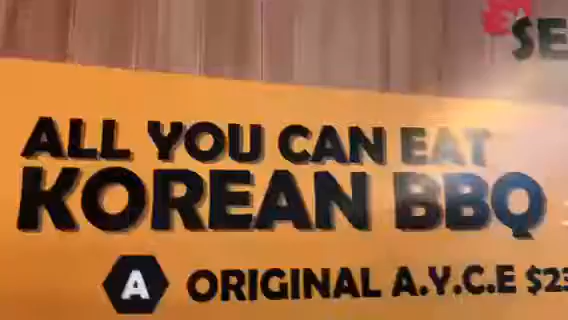 ALL YOU CAN EAT
KOREAN BBQ
A ORIGINAL A.Y.C.E